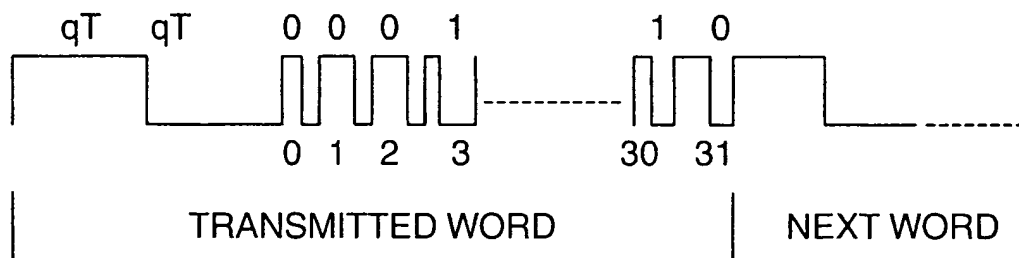 qT qT 0 0 0 1 1 0
0 1 2 3 30 31
TRANSMITTED WORD NEXT WORD